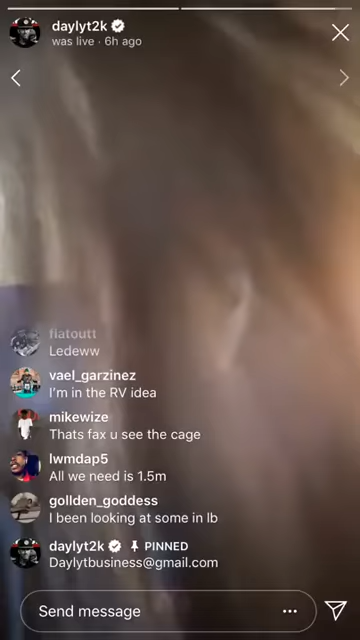 daylyt2k
was live · 6h ago
fiatoutt
Ledeww
vael_garzinez
I'm in the RV idea
mikewize
Thats fax u see the cage
lwmdap5
All we need is 1.5m
gollden_goddess
I been looking at some in lb
daylyt2k PINNED
Daylytbusiness@gmail.com
Send message